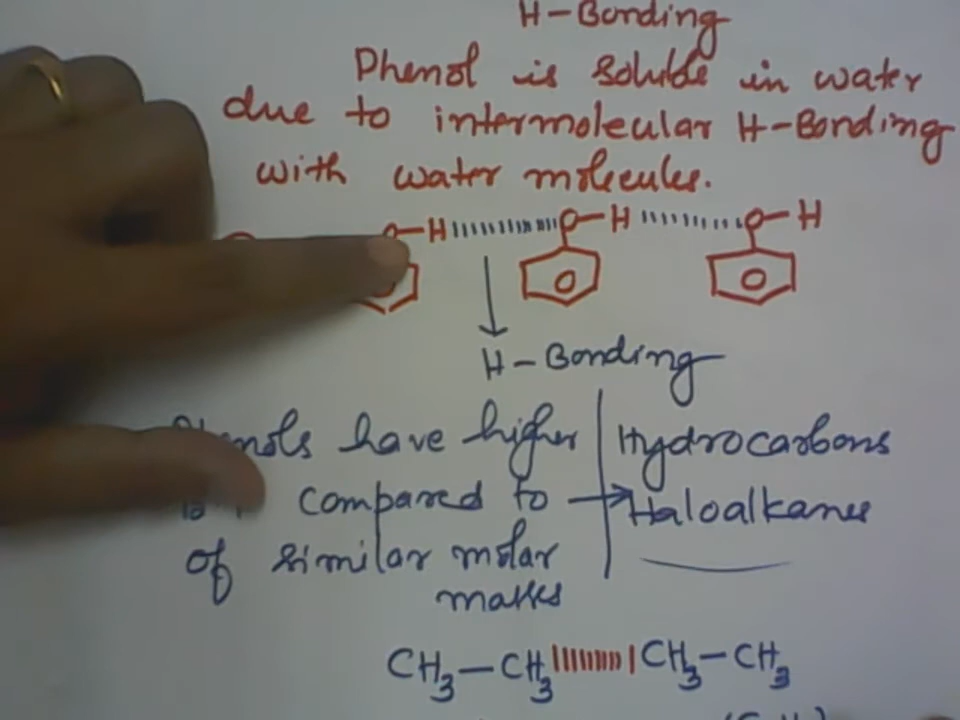 H-Bonding
Phenol is soluble in water
due to intermolecular H-Bonding
with water molecules.
O-H O-H O-H
H-Bonding
have higher | Hydrocarbons
compared to → Haloalkanes
of similar molar
masses
CH3-CH3 CH3-CH3